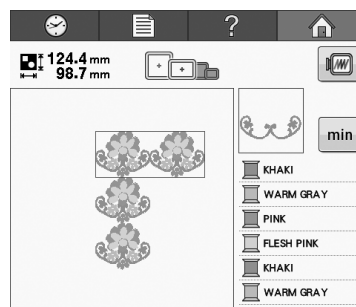 ?
124.4 mm
98.7 mm
min
KHAKI
WARM GRAY
PINK
FLESH PINK
KHAKI
WARM GRAY